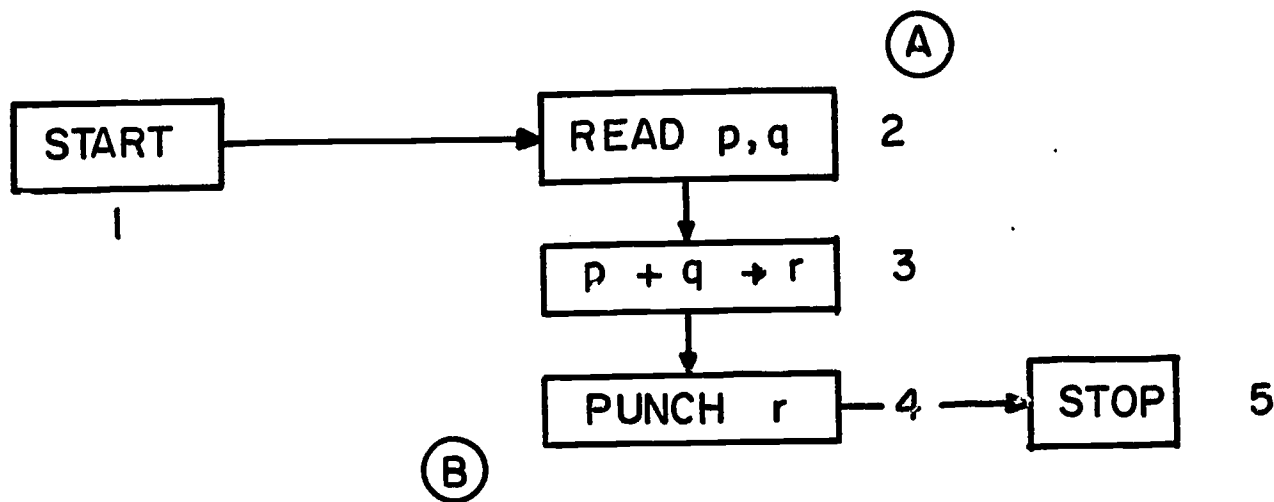 A
START
READ p, q 2
1
p + q → r 3
PUNCH r 4 STOP 5
B